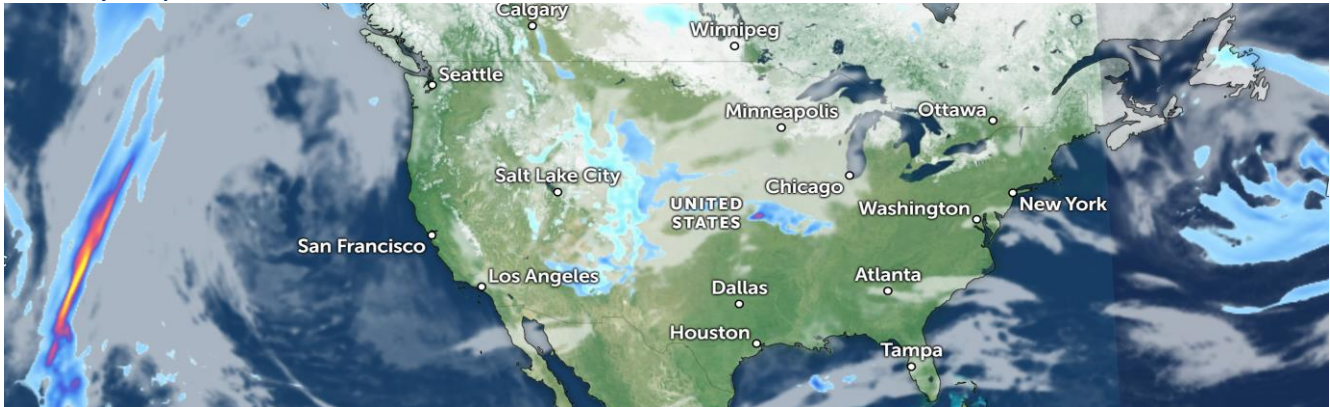 Calgary
Winnipeg
Seattle
Minneapolis
Ottawa
Salt Lake City
Chicago
UNITED
STATES
Washington
New York
San Francisco
Los Angeles
Dallas
Atlanta
Houston
Tampa